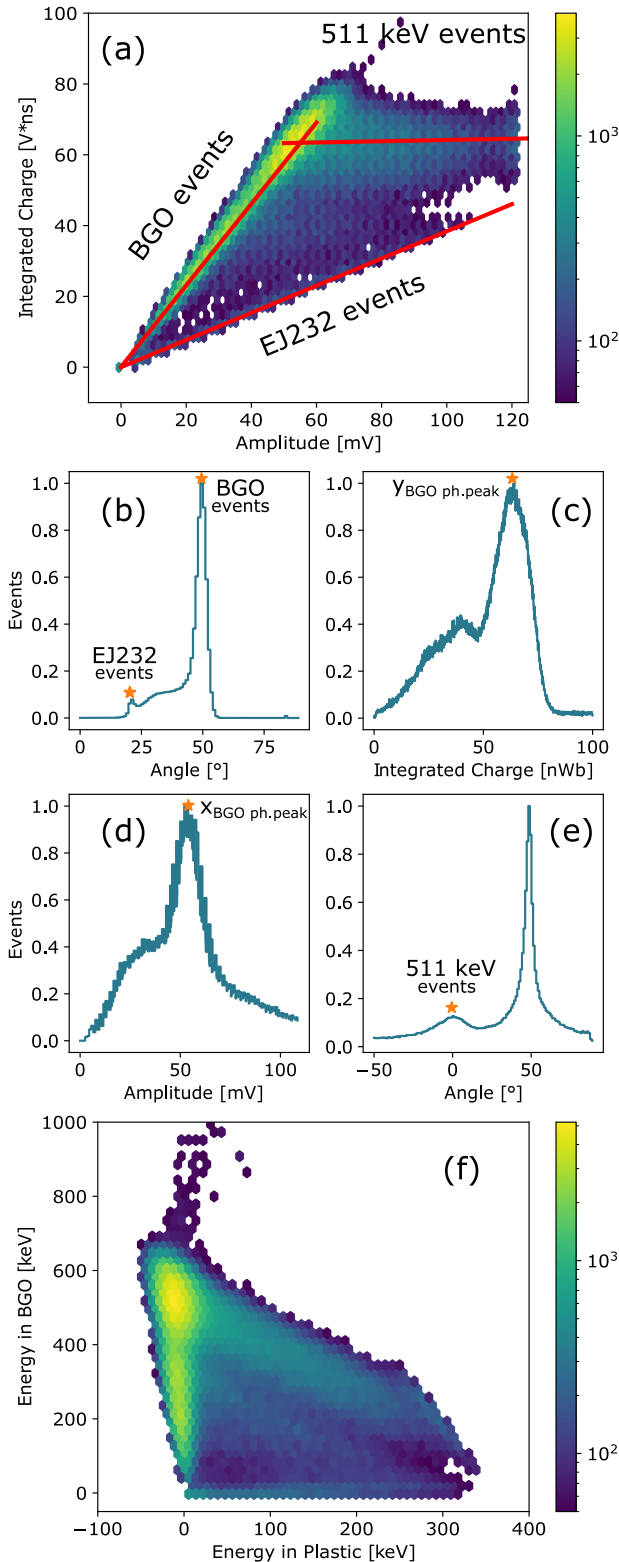 (a)
511 keV events
BGO events
EJ232 events
Integrated Charge [V*ns]
100
80
60
40
20
0
0 20 40 60 80 100 120
Amplitude [mV]
10³
10²
(b)
BGO
events
EJ232
events
Events
1.0
0.8
0.6
0.4
0.2
0.0
0 25 50 75
Angle [°]
(c)
yBGO ph.peak
1.0
0.8
0.6
0.4
0.2
0.0
0 50 100
Integrated Charge [nWb]
(d)
xBGO ph.peak
Events
1.0
0.8
0.6
0.4
0.2
0.0
0 50 100
Amplitude [mV]
(e)
511 keV
events
1.0
0.8
0.6
0.4
0.2
0.0
−50 0 50
Angle [°]
(f)
Energy in BGO [keV]
1000
800
600
400
200
0
−100 0 100 200 300 400
Energy in Plastic [keV]
10³
10²